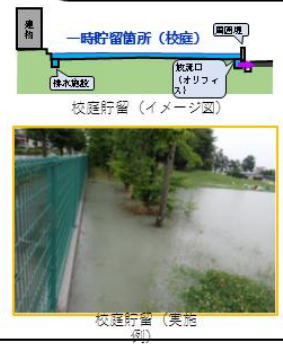 建物
一時貯留箇所（校庭）
周囲堤
放流口
（オリフィ
ス）
排水施設
校庭貯留（イメージ図）
校庭貯留（実施
例）